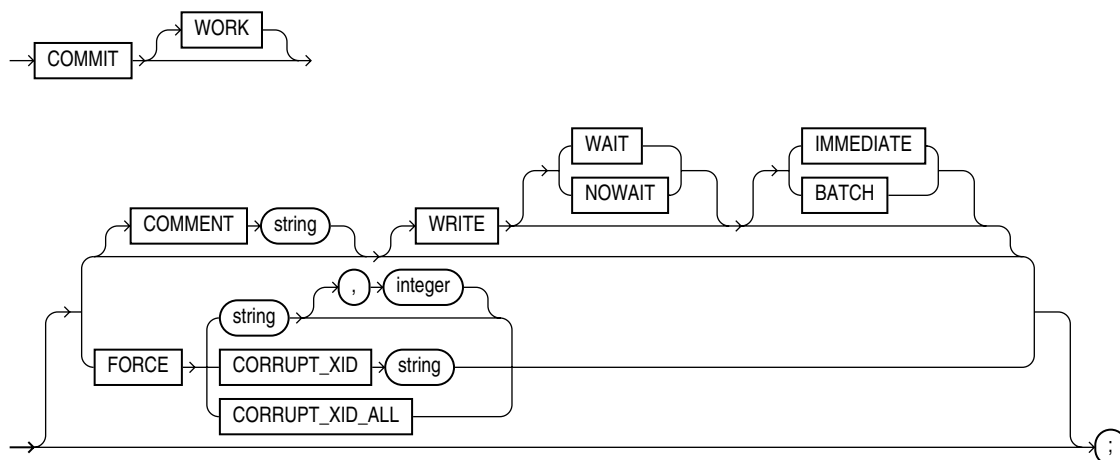 WORK
COMMIT
WAIT IMMEDIATE
NOWAIT BATCH
COMMENT string WRITE
, integer
string
FORCE CORRUPT_XID string
CORRUPT_XID_ALL
;